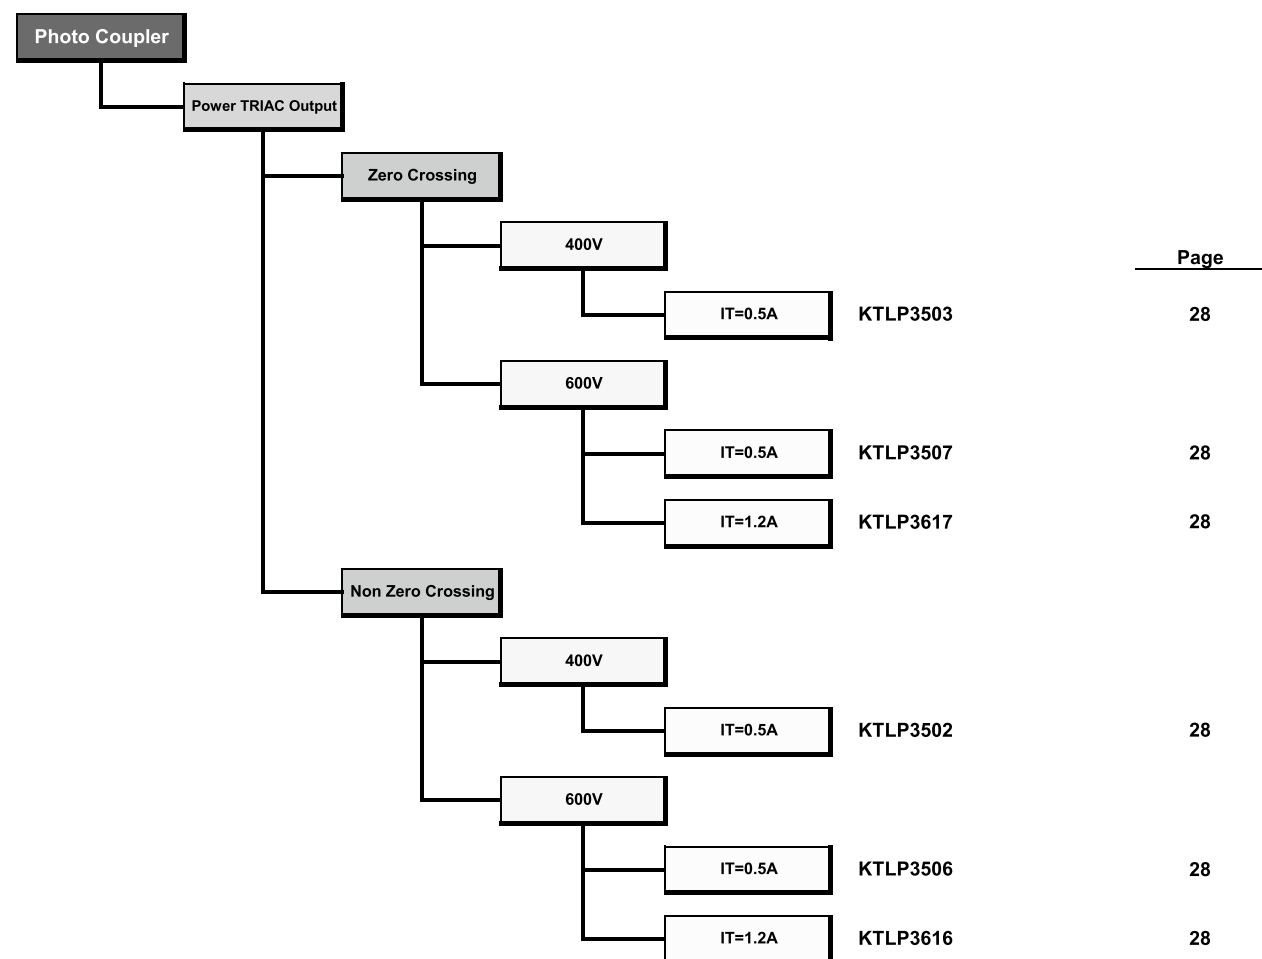 Photo Coupler
Power TRIAC Output
Zero Crossing
400V
Page
IT=0.5A KTLP3503 28
600V
IT=0.5A KTLP3507 28
IT=1.2A KTLP3617 28
Non Zero Crossing
400V
IT=0.5A KTLP3502 28
600V
IT=0.5A KTLP3506 28
IT=1.2A KTLP3616 28